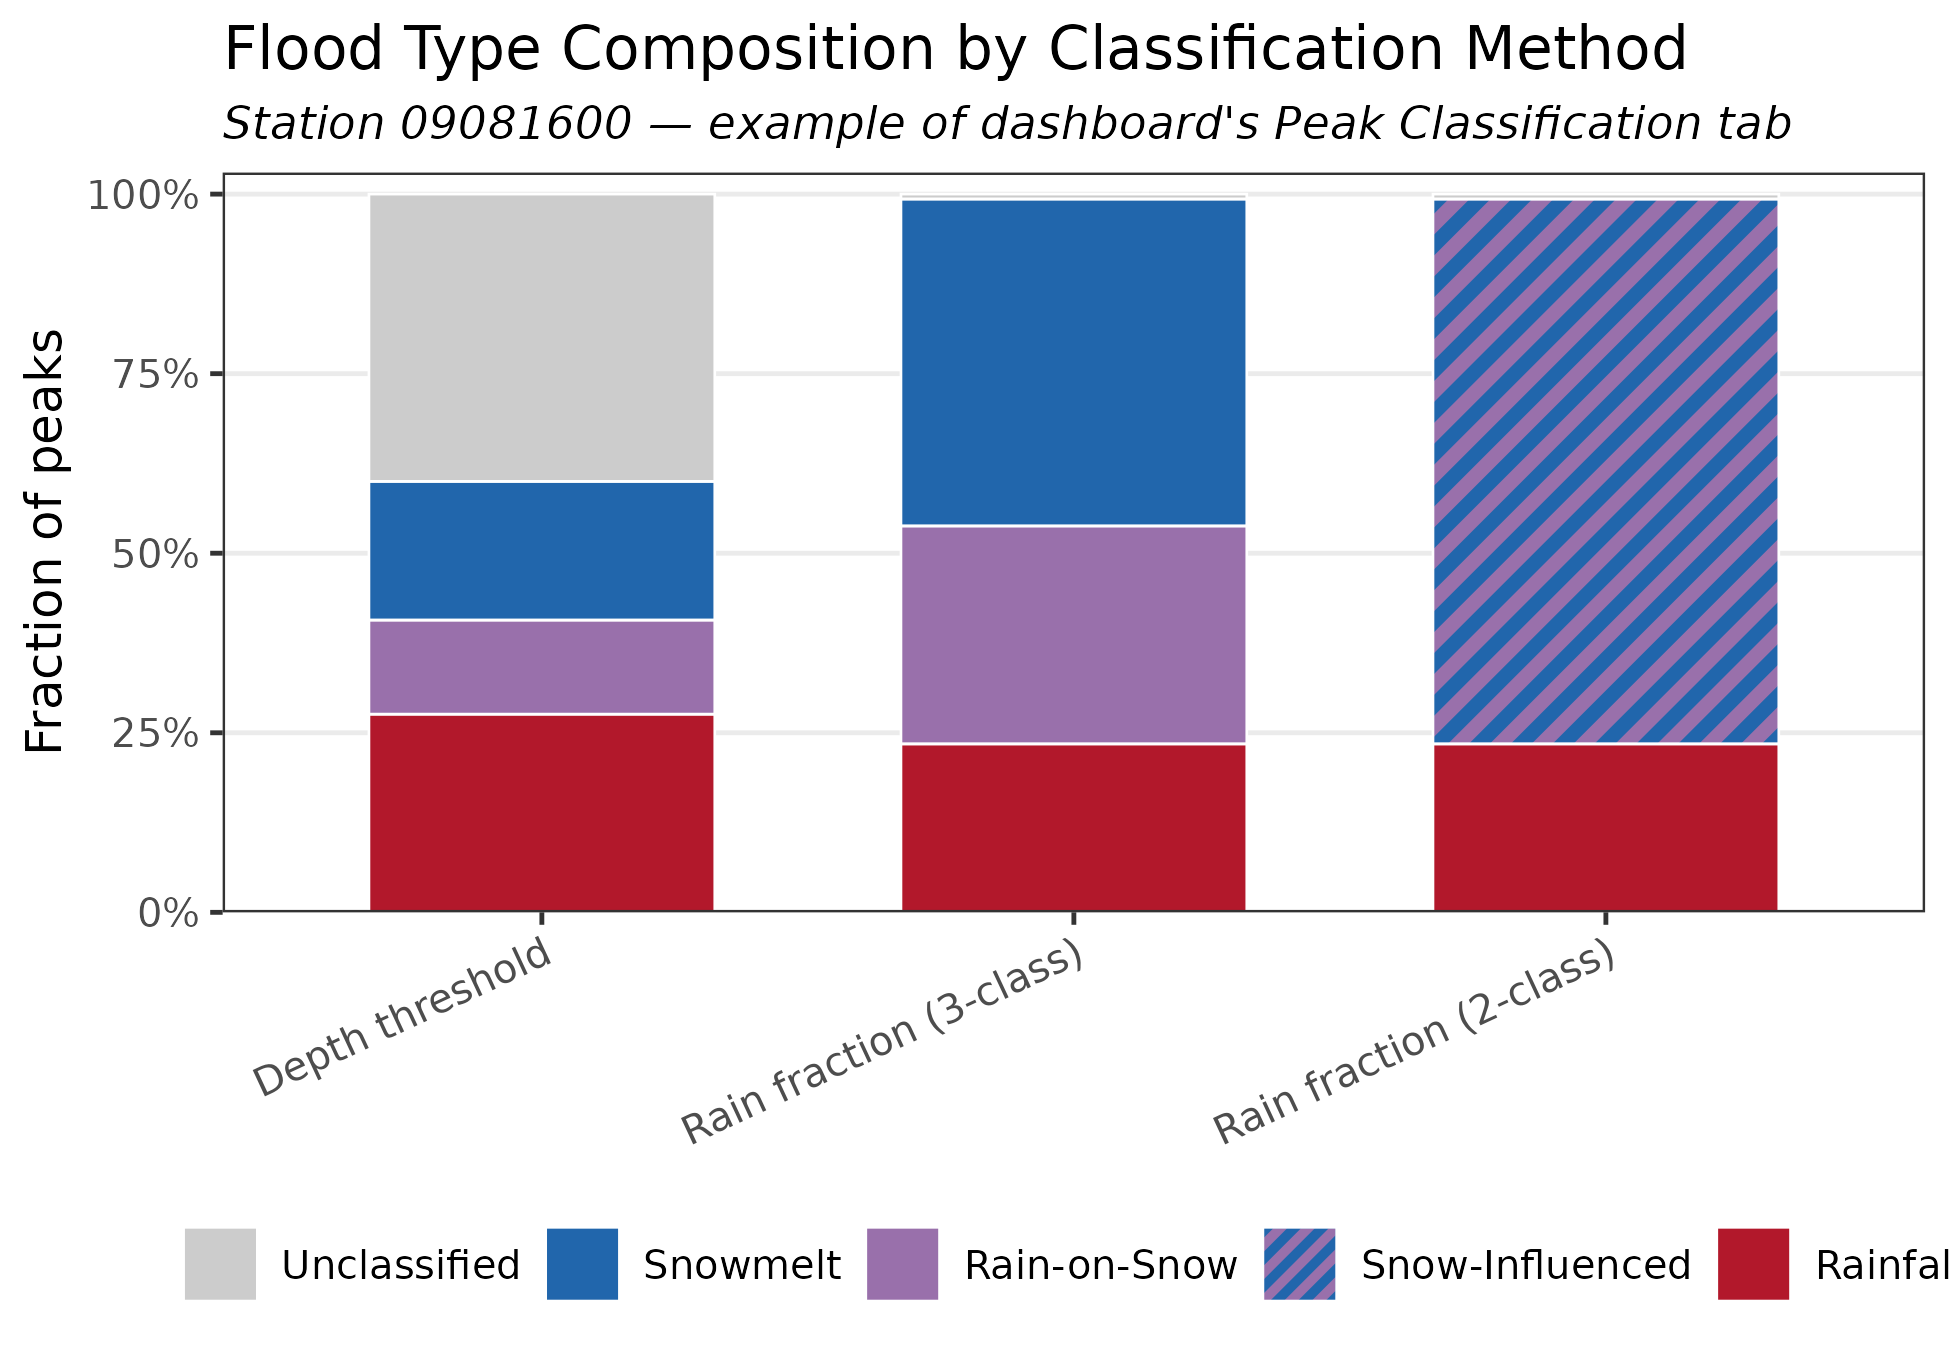 Flood Type Composition by Classification Method
Station 09081600 — example of dashboard's Peak Classification tab
Fraction of peaks
100%
75%
50%
25%
0%
Depth threshold
Rain fraction (3-class)
Rain fraction (2-class)
Unclassified
Snowmelt
Rain-on-Snow
Snow-Influenced
Rainfal